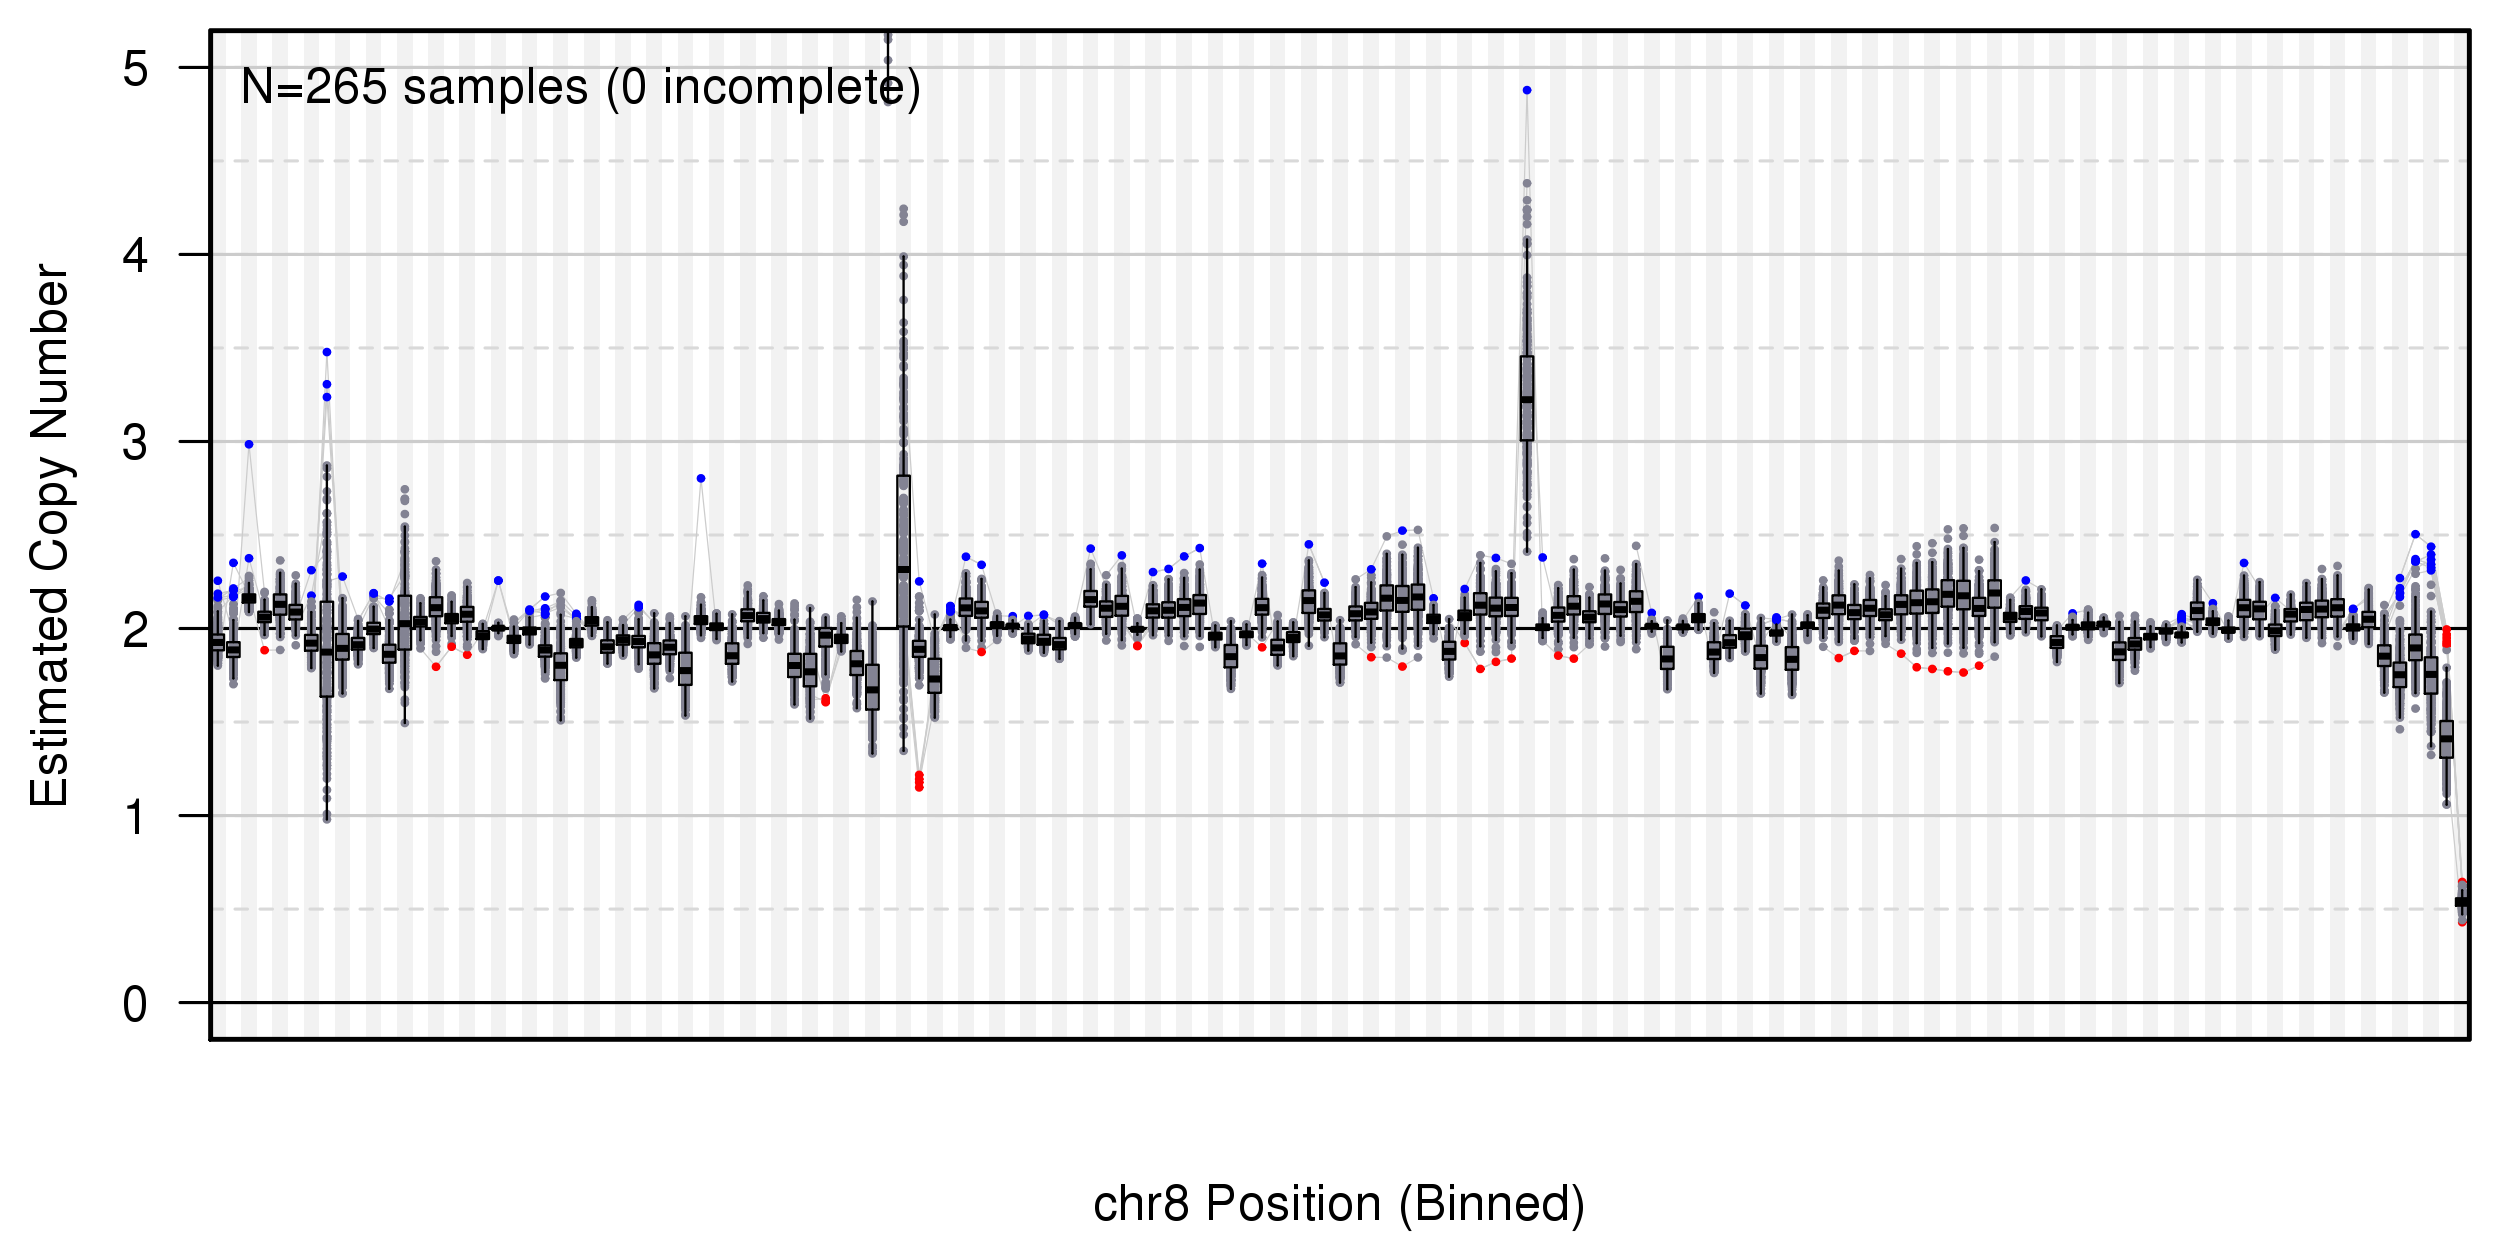 N=265 samples (0 incomplete)
5
4
3
2
1
0
Estimated Copy Number
chr8 Position (Binned)